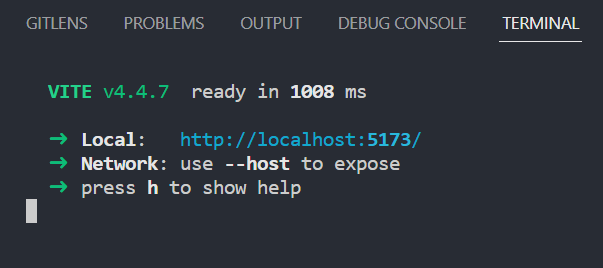 GITLENS PROBLEMS OUTPUT DEBUG CONSOLE TERMINAL
VITE v4.4.7 ready in 1008 ms
➜ Local: http://localhost:5173/
➜ Network: use --host to expose
➜ press h to show help